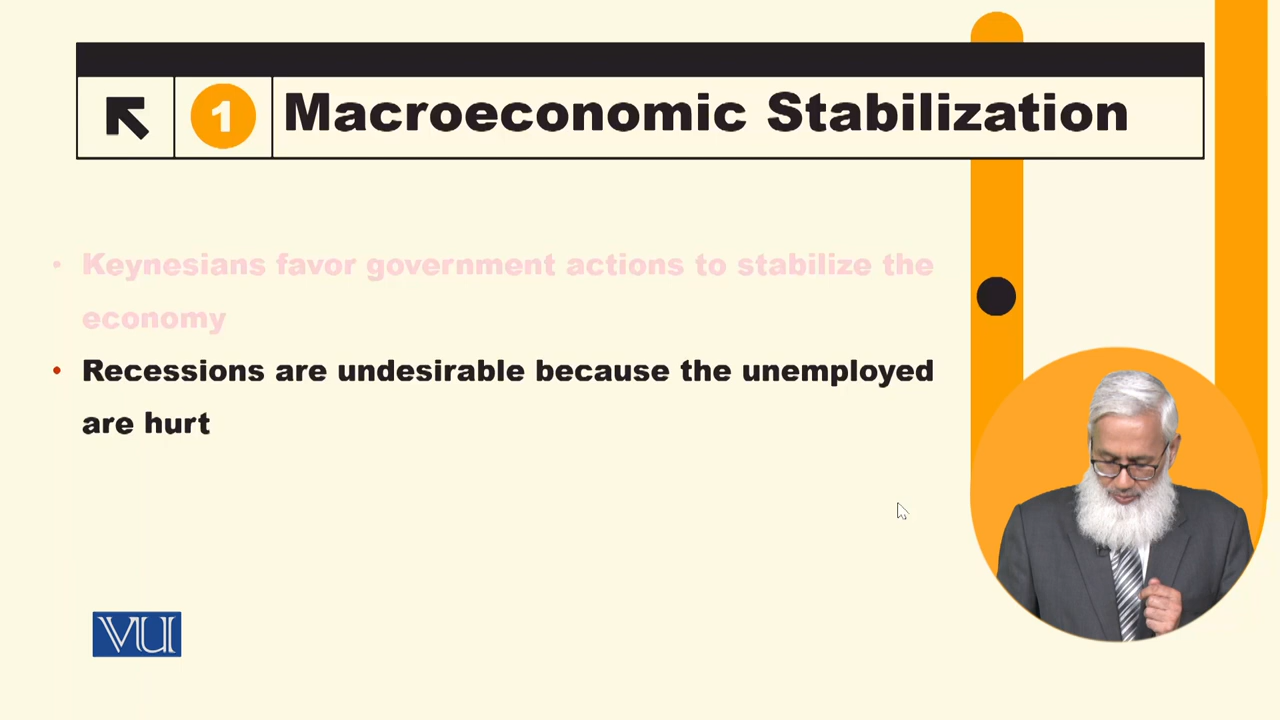 1 Macroeconomic Stabilization
• Keynesians favor government actions to stabilize the
economy
• Recessions are undesirable because the unemployed
are hurt
VU